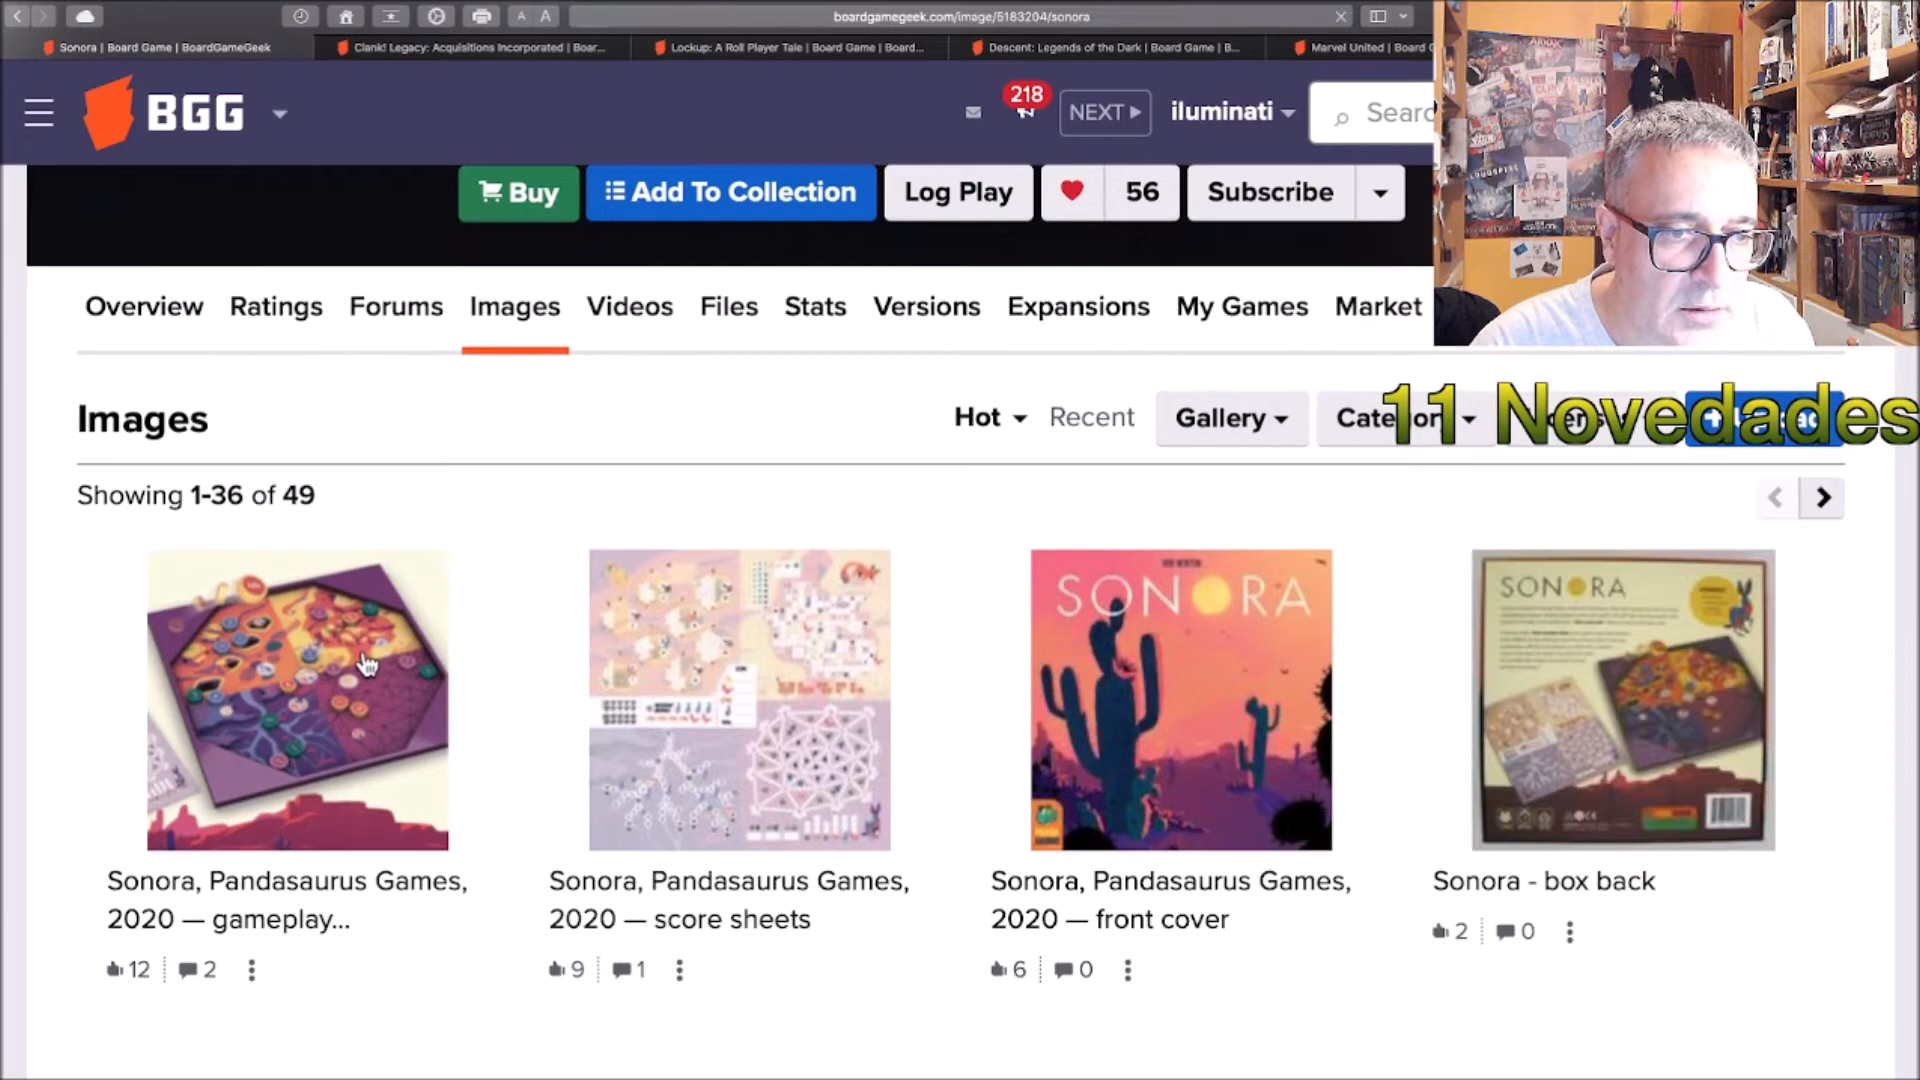 boardgamegeek.com/image/5183204/sonora
Sonora | Board Game | BoardGameGeek
Clank! Legacy: Acquisitions Incorporated | Boar...
Lockup: A Roll Player Tale | Board Game | Board...
Descent: Legends of the Dark | Board Game | B...
Marvel United | Board
A A
BGG
218
NEXT
iluminati
Searc
Buy
Add To Collection
Log Play
56
Subscribe
Overview Ratings Forums Images Videos Files Stats Versions Expansions My Games Market
Images
Hot
Recent
Gallery
Category
11 Novedades
Showing 1-36 of 49
SONORA
SONORA
Sonora, Pandasaurus Games,
2020 — gameplay...
12
2
Sonora, Pandasaurus Games,
2020 — score sheets
9
1
Sonora, Pandasaurus Games,
2020 — front cover
6
0
Sonora - box back
2
0